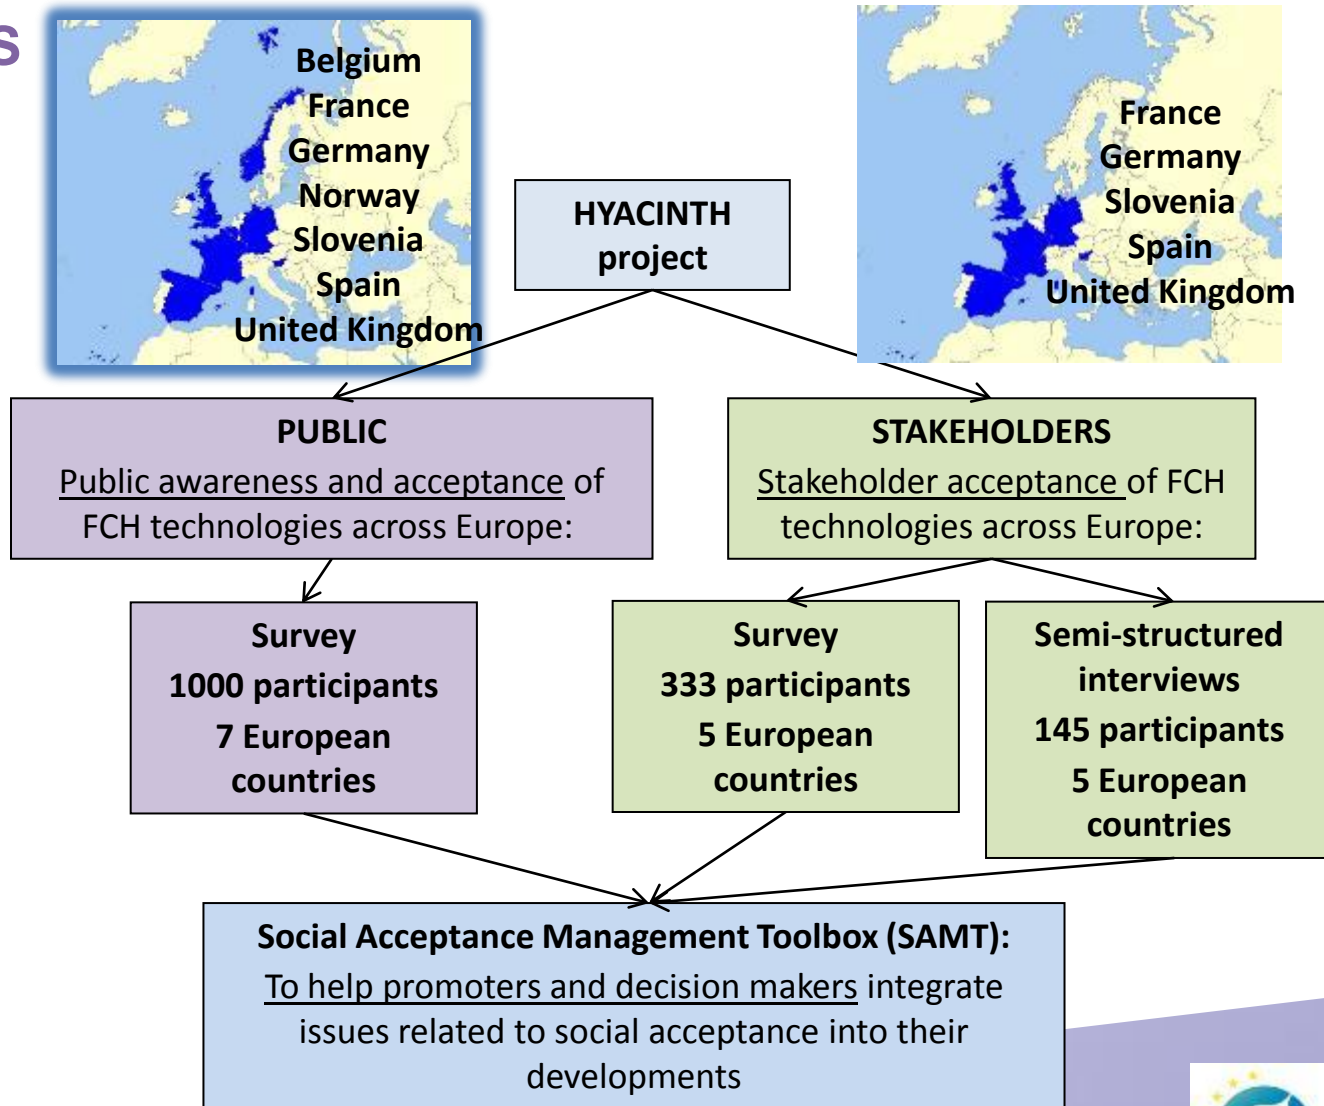 s
Belgium
France
Germany
Norway
Slovenia
Spain
United Kingdom
France
Germany
Slovenia
Spain
United Kingdom
HYACINTH
project
PUBLIC
Public awareness and acceptance of
FCH technologies across Europe:
STAKEHOLDERS
Stakeholder acceptance of FCH
technologies across Europe:
Survey
1000 participants
7 European
countries
Survey
333 participants
5 European
countries
Semi-structured
interviews
145 participants
5 European
countries
Social Acceptance Management Toolbox (SAMT):
To help promoters and decision makers integrate
issues related to social acceptance into their
developments